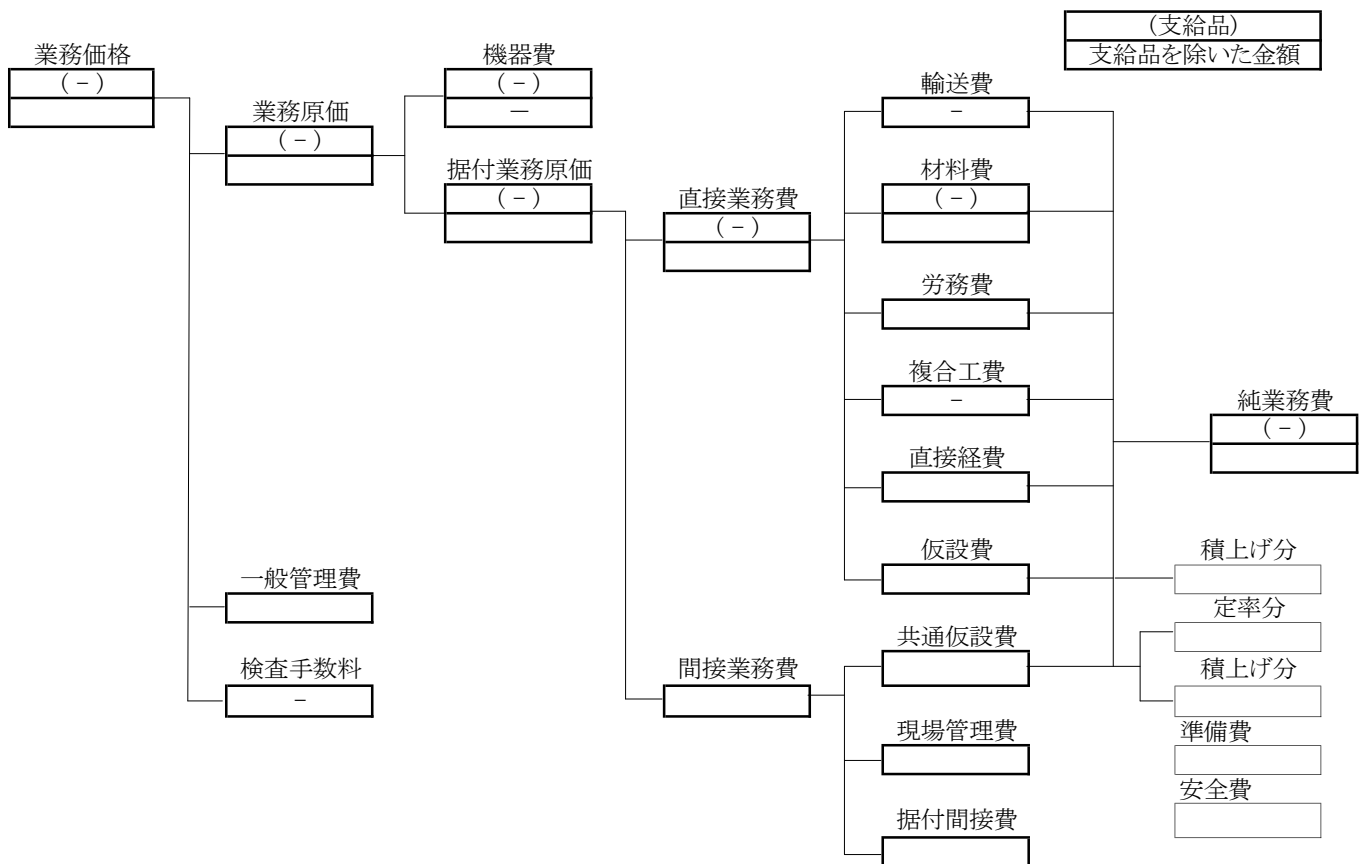 (支給品)
支給品を除いた金額
業務価格
(－)
業務原価
(－)
機器費
(－)
－
据付業務原価
(－)
直接業務費
(－)
輸送費
－
材料費
(－)
労務費
複合工費
－
直接経費
仮設費
積上げ分
純業務費
(－)
一般管理費
検査手数料
－
間接業務費
共通仮設費
定率分
積上げ分
現場管理費
準備費
据付間接費
安全費